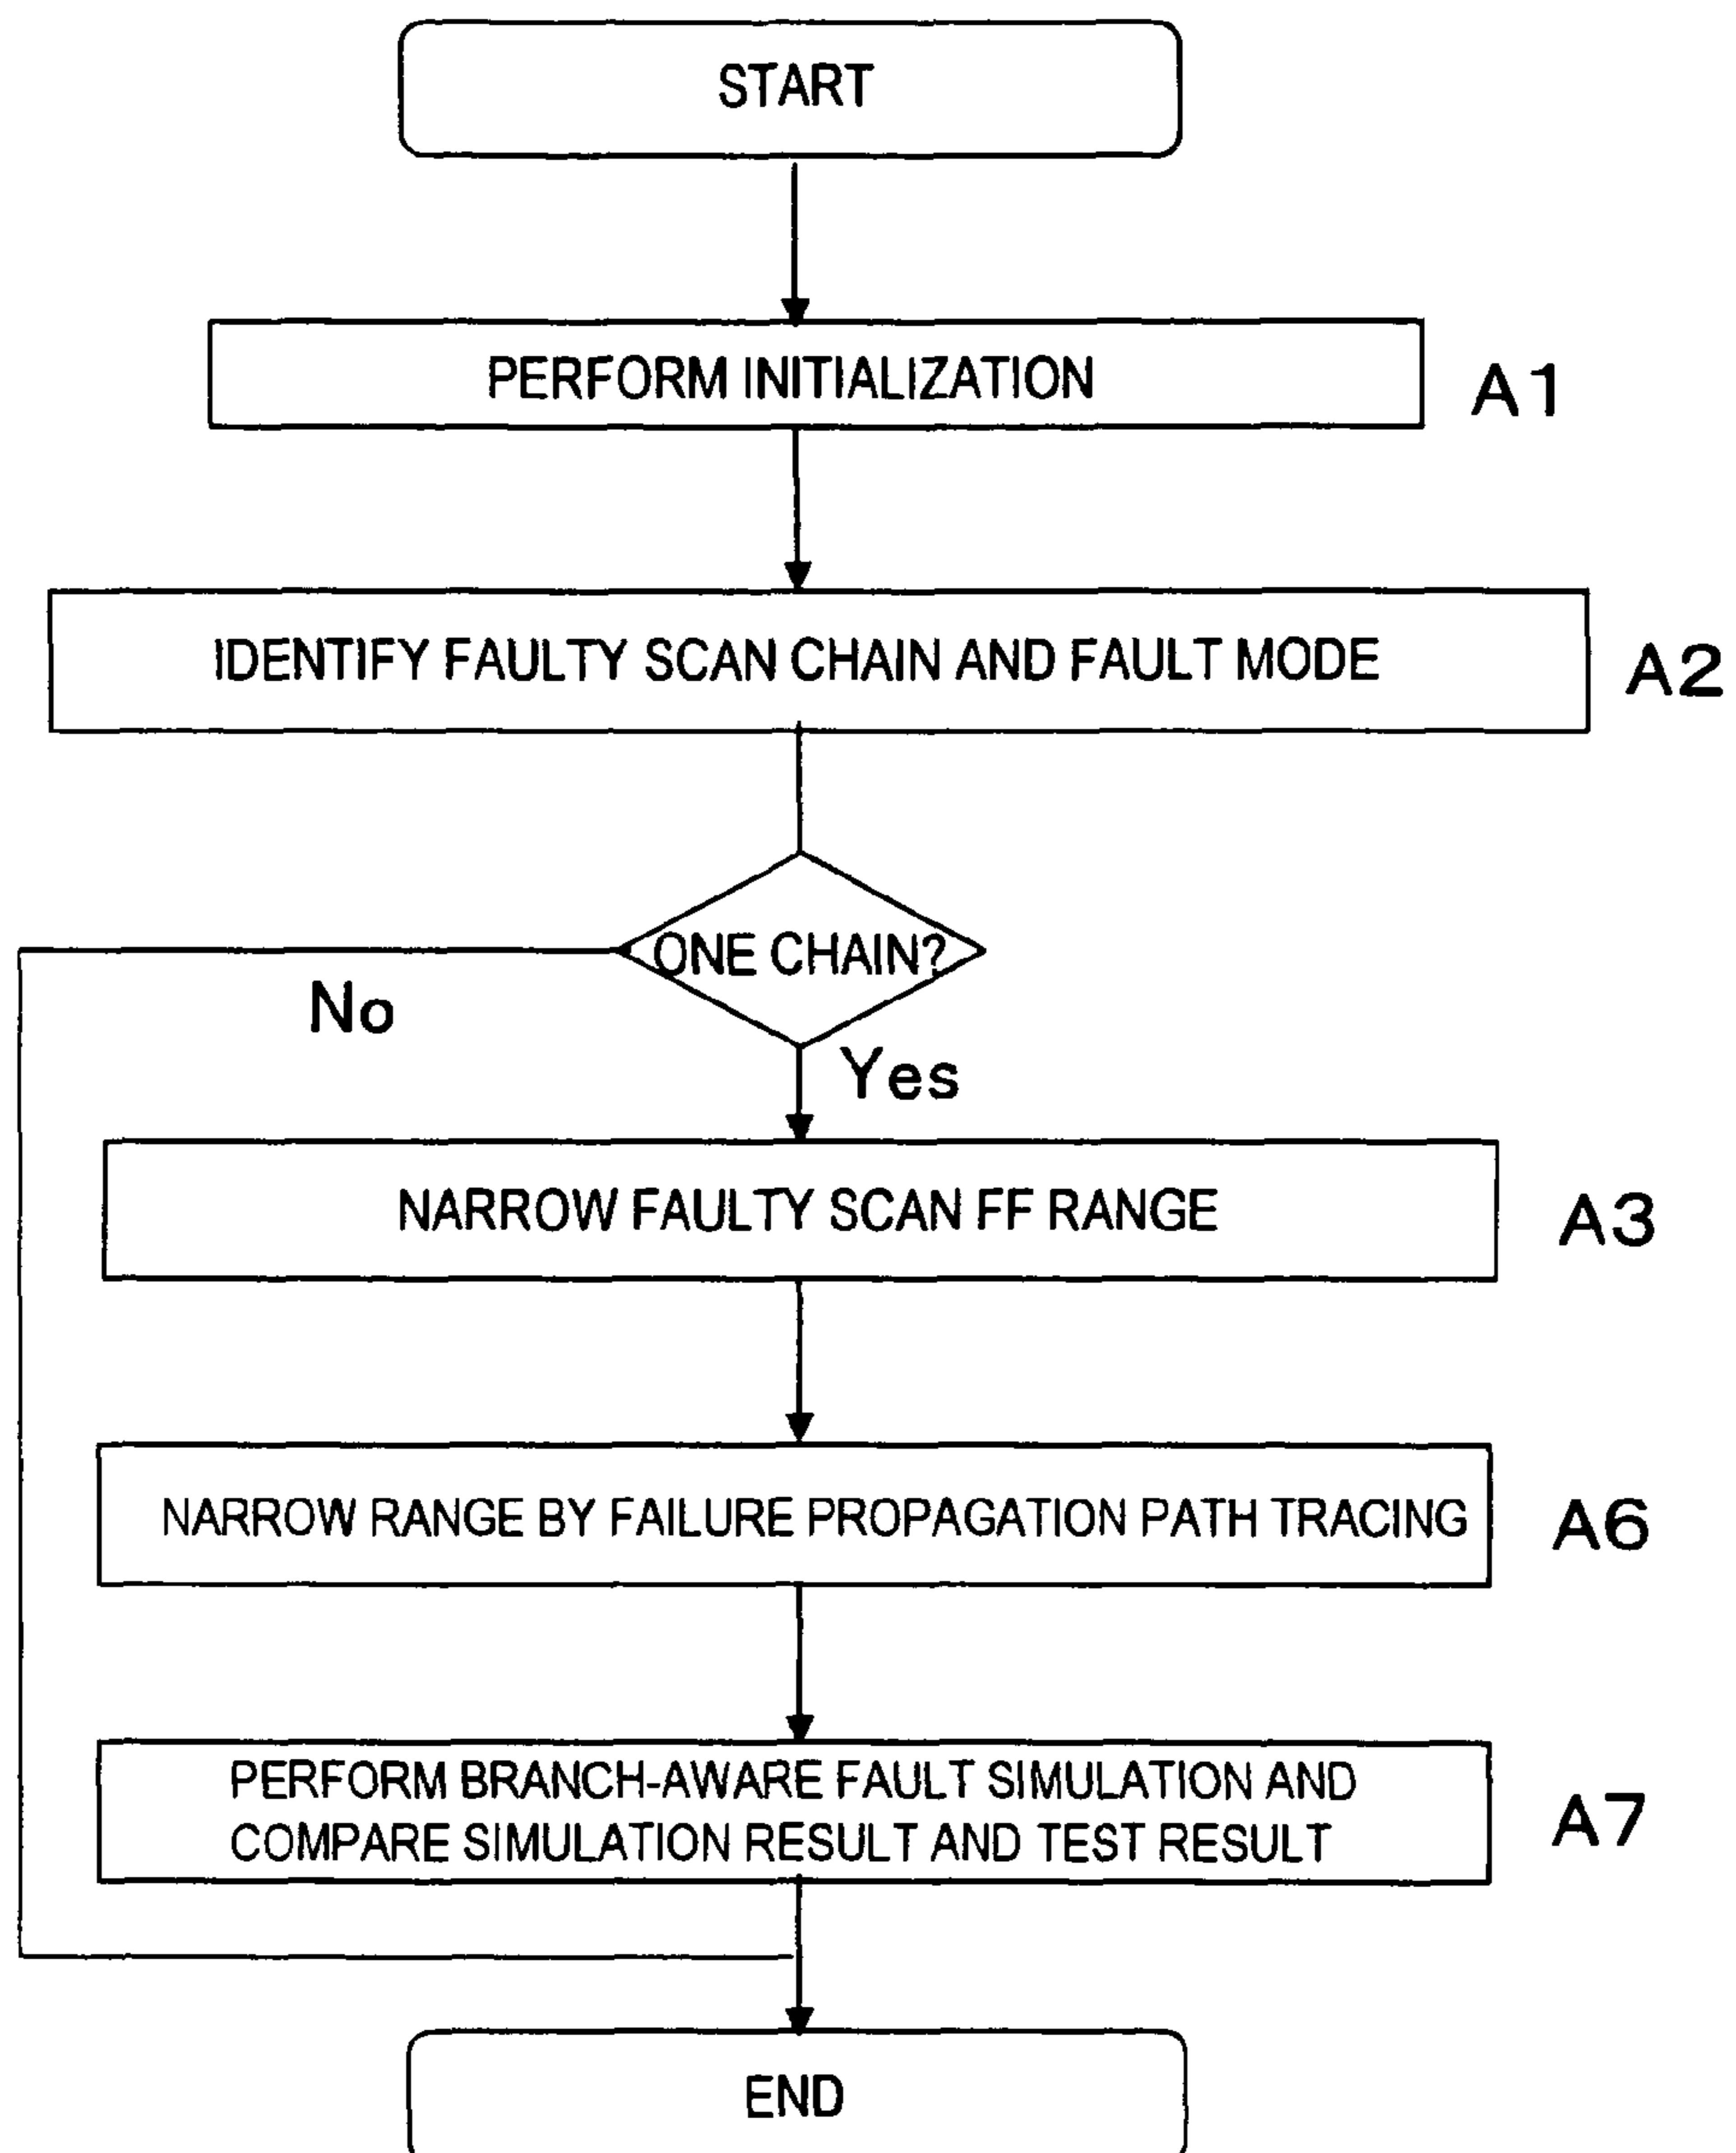 START
PERFORM INITIALIZATION
A1
IDENTIFY FAULTY SCAN CHAIN AND FAULT MODE
A2
ONE CHAIN?
No
Yes
NARROW FAULTY SCAN FF RANGE
A3
NARROW RANGE BY FAILURE PROPAGATION PATH TRACING
A6
PERFORM BRANCH-AWARE FAULT SIMULATION AND
COMPARE SIMULATION RESULT AND TEST RESULT
A7
END